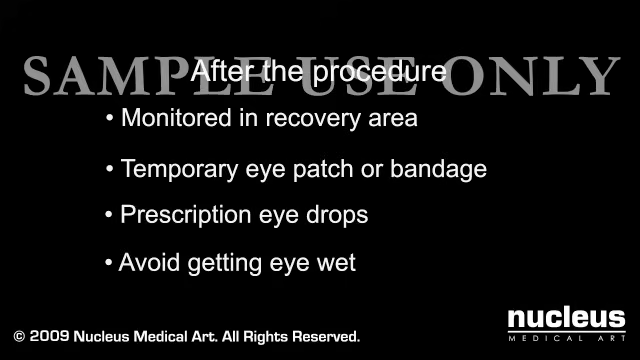 SAMPLE USE ONLY
After the procedure
• Monitored in recovery area
• Temporary eye patch or bandage
• Prescription eye drops
• Avoid getting eye wet
nucleus
MEDICAL ART
© 2009 Nucleus Medical Art. All Rights Reserved.